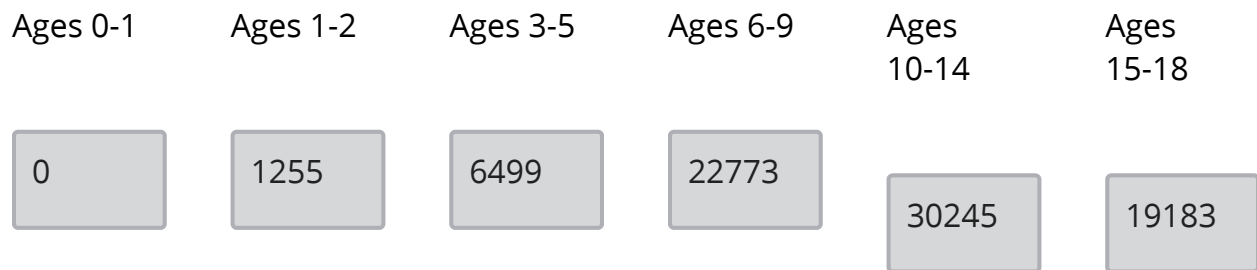 Ages 0-1
Ages 1-2
Ages 3-5
Ages 6-9
Ages
10-14
Ages
15-18
0
1255
6499
22773
30245
19183